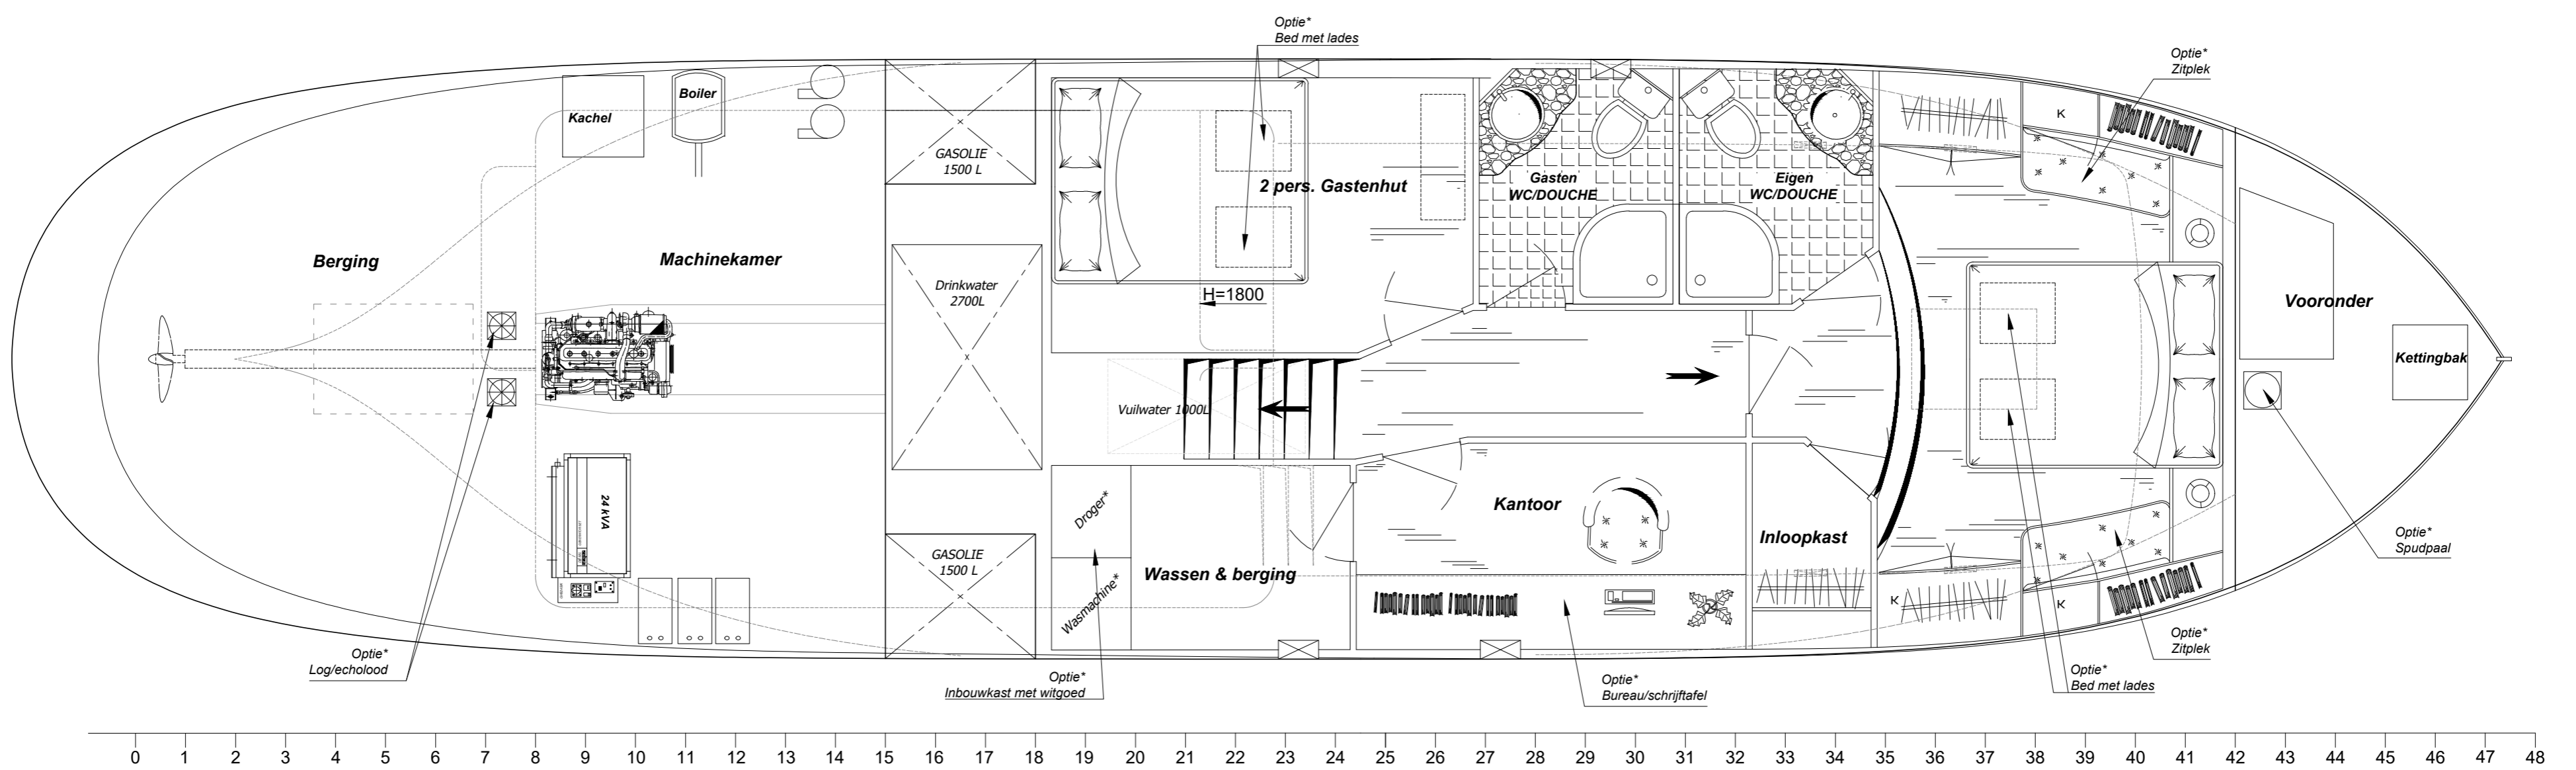 Optie*
Bed met lades
Optie*
Zitplek
Kachel
Boiler
GASOLIE
1500 L
K
2 pers. Gastenhut
Gasten
WC/DOUCHE
Eigen
WC/DOUCHE
Berging
Machinekamer
Drinkwater
2700L
H=1800
Vooronder
Kettingbak
Vuilwater 1000L
24 kVA
Droger*
Wasmachine*
Wassen & berging
Kantoor
Inloopkast
GASOLIE
1500 L
K
K
Optie*
Spudpaal
Optie*
Log/echolood
Optie*
Inbouwkast met witgoed
Optie*
Bureau/schrijftafel
Optie*
Zitplek
Optie*
Bed met lades
0 1 2 3 4 5 6 7 8 9 10 11 12 13 14 15 16 17 18 19 20 21 22 23 24 25 26 27 28 29 30 31 32 33 34 35 36 37 38 39 40 41 42 43 44 45 46 47 48